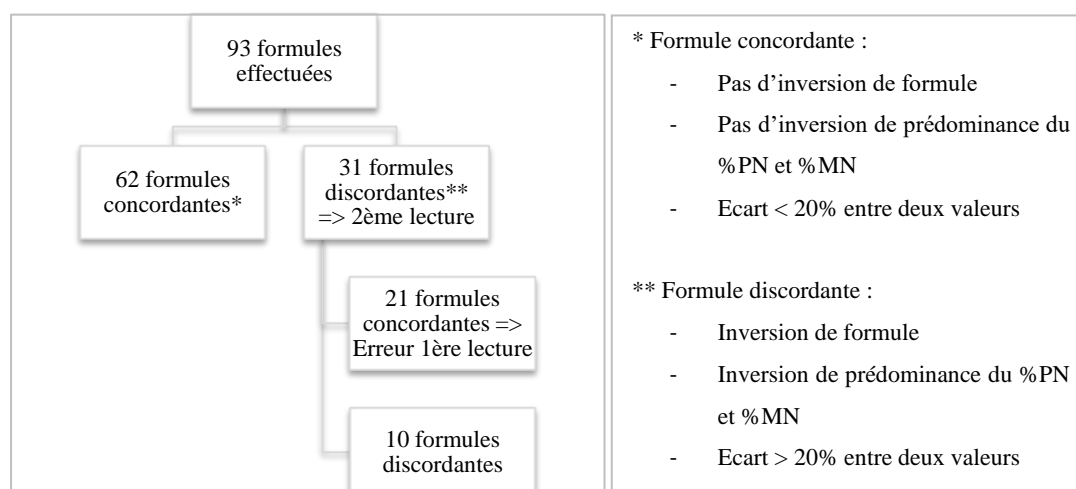 93 formules
effectuées
62 formules
concordantes*
31 formules
discordantes**
=> 2ème lecture
21 formules
concordantes =>
Erreur 1ère lecture
10 formules
discordantes
* Formule concordante :
- Pas d’inversion de formule
- Pas d’inversion de prédominance du
%PN et %MN
- Ecart < 20% entre deux valeurs
** Formule discordante :
- Inversion de formule
- Inversion de prédominance du %PN
et %MN
- Ecart > 20% entre deux valeurs